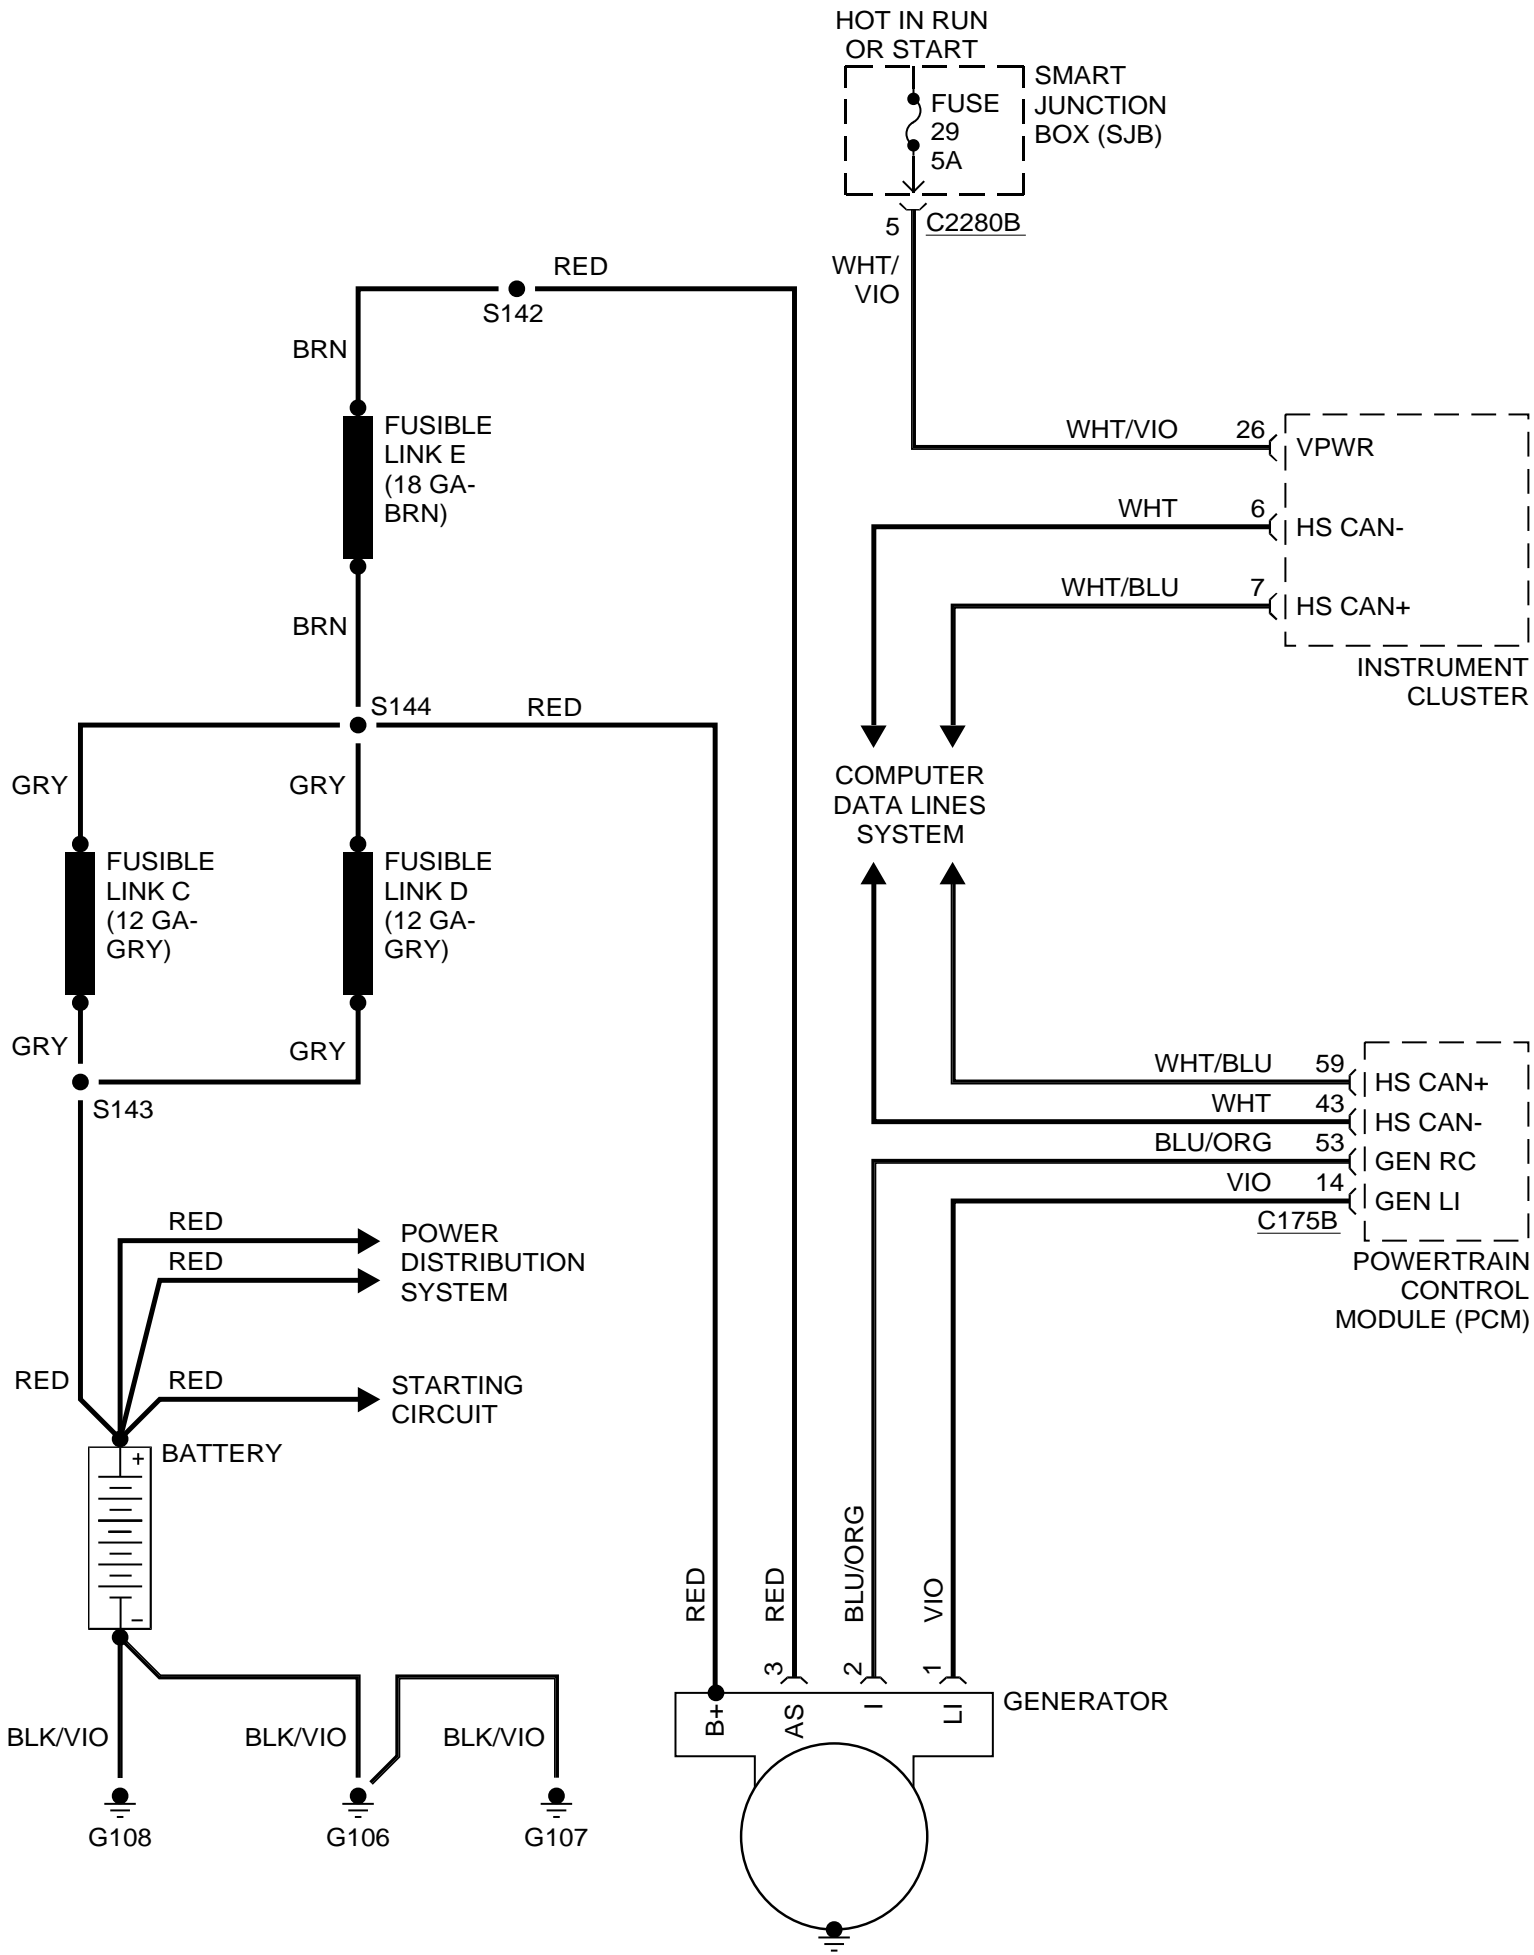 HOT IN RUN
OR START
SMART
JUNCTION
BOX (SJB)
FUSE
29
5A
5
C2280B
WHT/
VIO
RED
S142
BRN
FUSIBLE
LINK E
(18 GA-
BRN)
BRN
WHT/VIO
26
VPWR
WHT
6
HS CAN-
WHT/BLU
7
HS CAN+
INSTRUMENT
CLUSTER
S144
RED
GRY
GRY
COMPUTER
DATA LINES
SYSTEM
FUSIBLE
LINK C
(12 GA-
GRY)
FUSIBLE
LINK D
(12 GA-
GRY)
GRY
GRY
S143
WHT/BLU
59
HS CAN+
WHT
43
HS CAN-
BLU/ORG
53
GEN RC
VIO
14
GEN LI
C175B
POWERTRAIN
CONTROL
MODULE (PCM)
RED
RED
POWER
DISTRIBUTION
SYSTEM
RED
RED
STARTING
CIRCUIT
BATTERY
+
–
RED
RED
BLU/ORG
VIO
3
2
1
B+
AS
I
LI
GENERATOR
BLK/VIO
BLK/VIO
BLK/VIO
G108
G106
G107